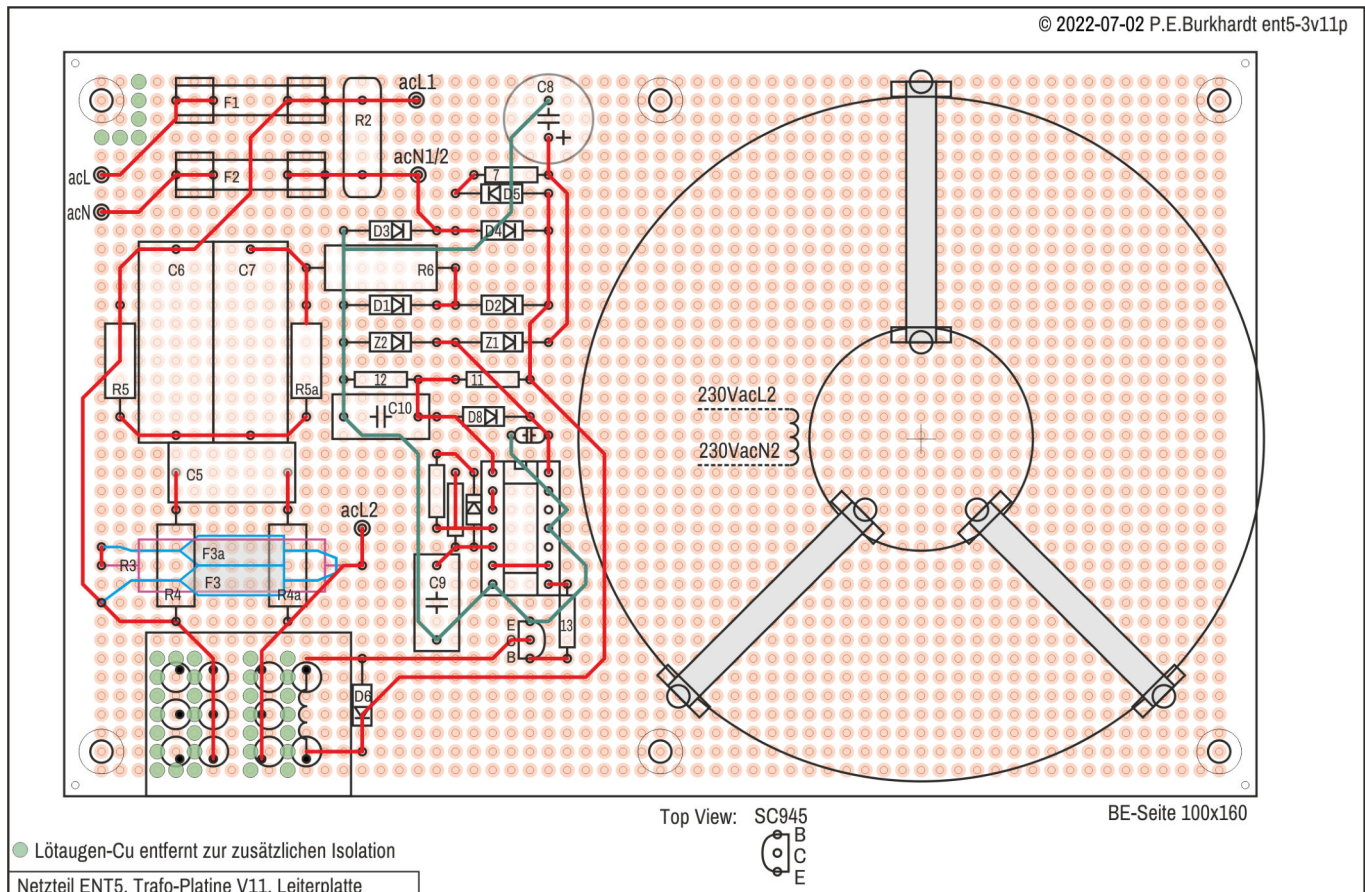 © 2022-07-02 P.E.Burkhardt ent5-3v11p
acL1
C8
F1
R2
+
acN1/2
acL
F2
7
D5
acN
D3
D4
C6
C7
R6
D1
D2
Z2
Z1
R5
R5a
12
11
230VacL2
C10
D8
230VacN2
C5
acL2
F3a
R3
F3
C9
R4
R4a
E
C
B
13
D6
Top View: SC945
B
C
E
BE-Seite 100x160
Lötaugen-Cu entfernt zur zusätzlichen Isolation
Netzteil ENT5, Trafo-Platine V11, Leiterplatte